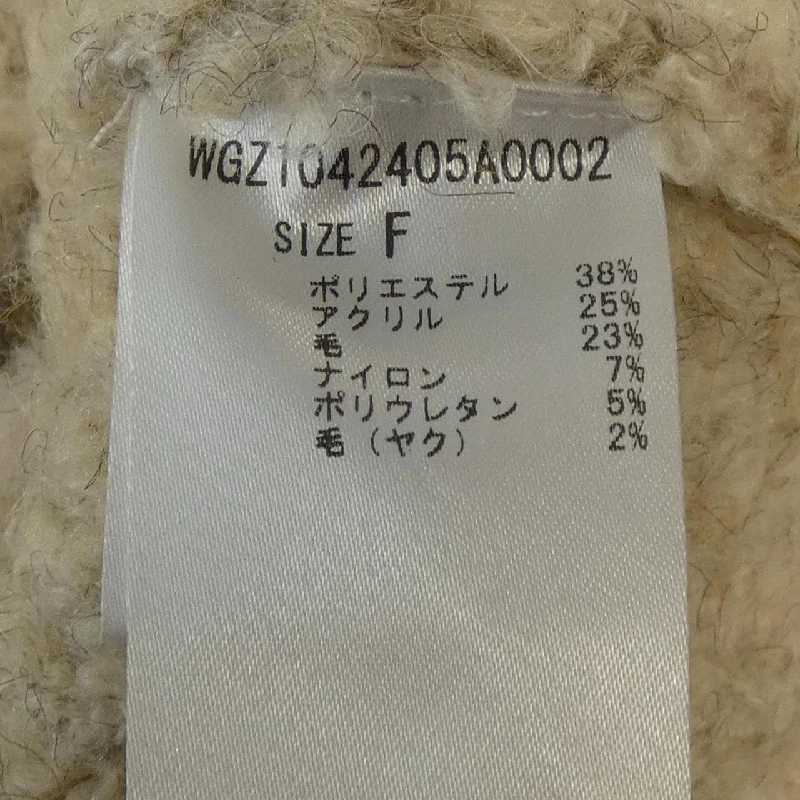 WGZ1042405A0002
SIZE F
ポリエステル 38%
アクリル 25%
毛 23%
ナイロン 7%
ポリウレタン 5%
毛(ヤク) 2%